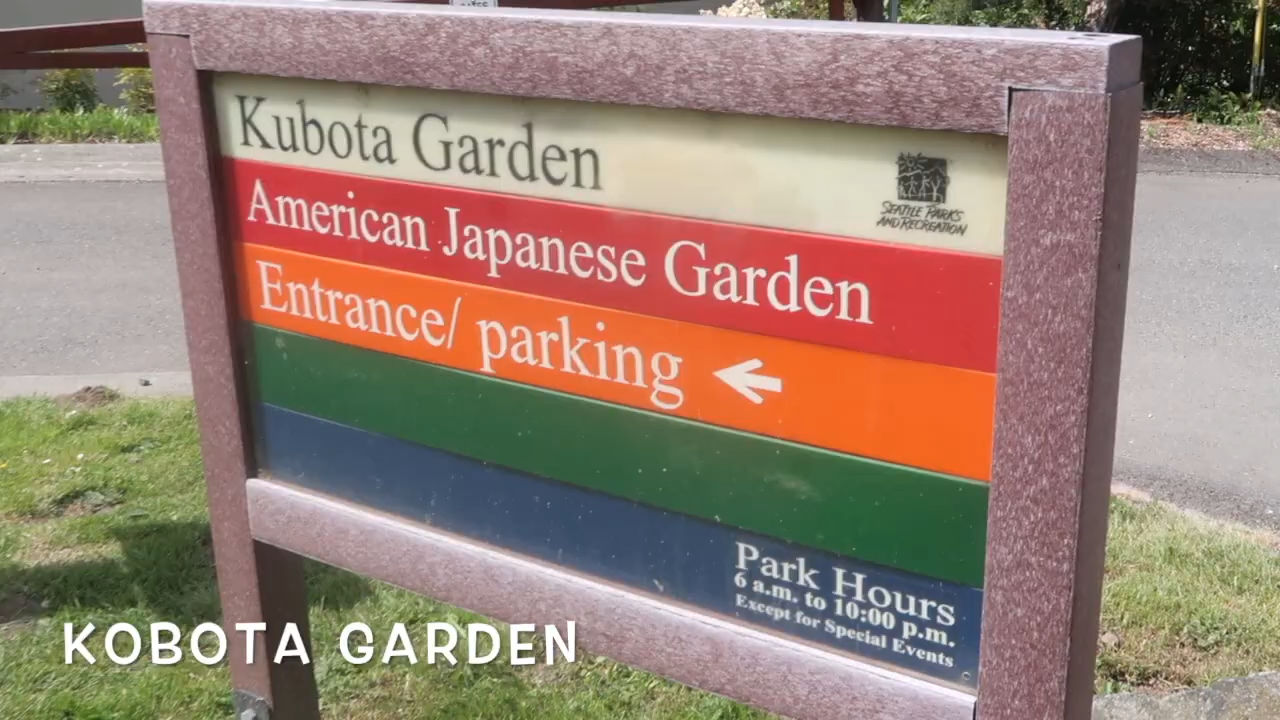 Kubota Garden
SEATTLE PARKS
AND RECREATION
American Japanese Garden
Entrance/ parking ←
Park Hours
6 a.m. to 10:00 p.m.
Except for Special Events
KOBOTA GARDEN